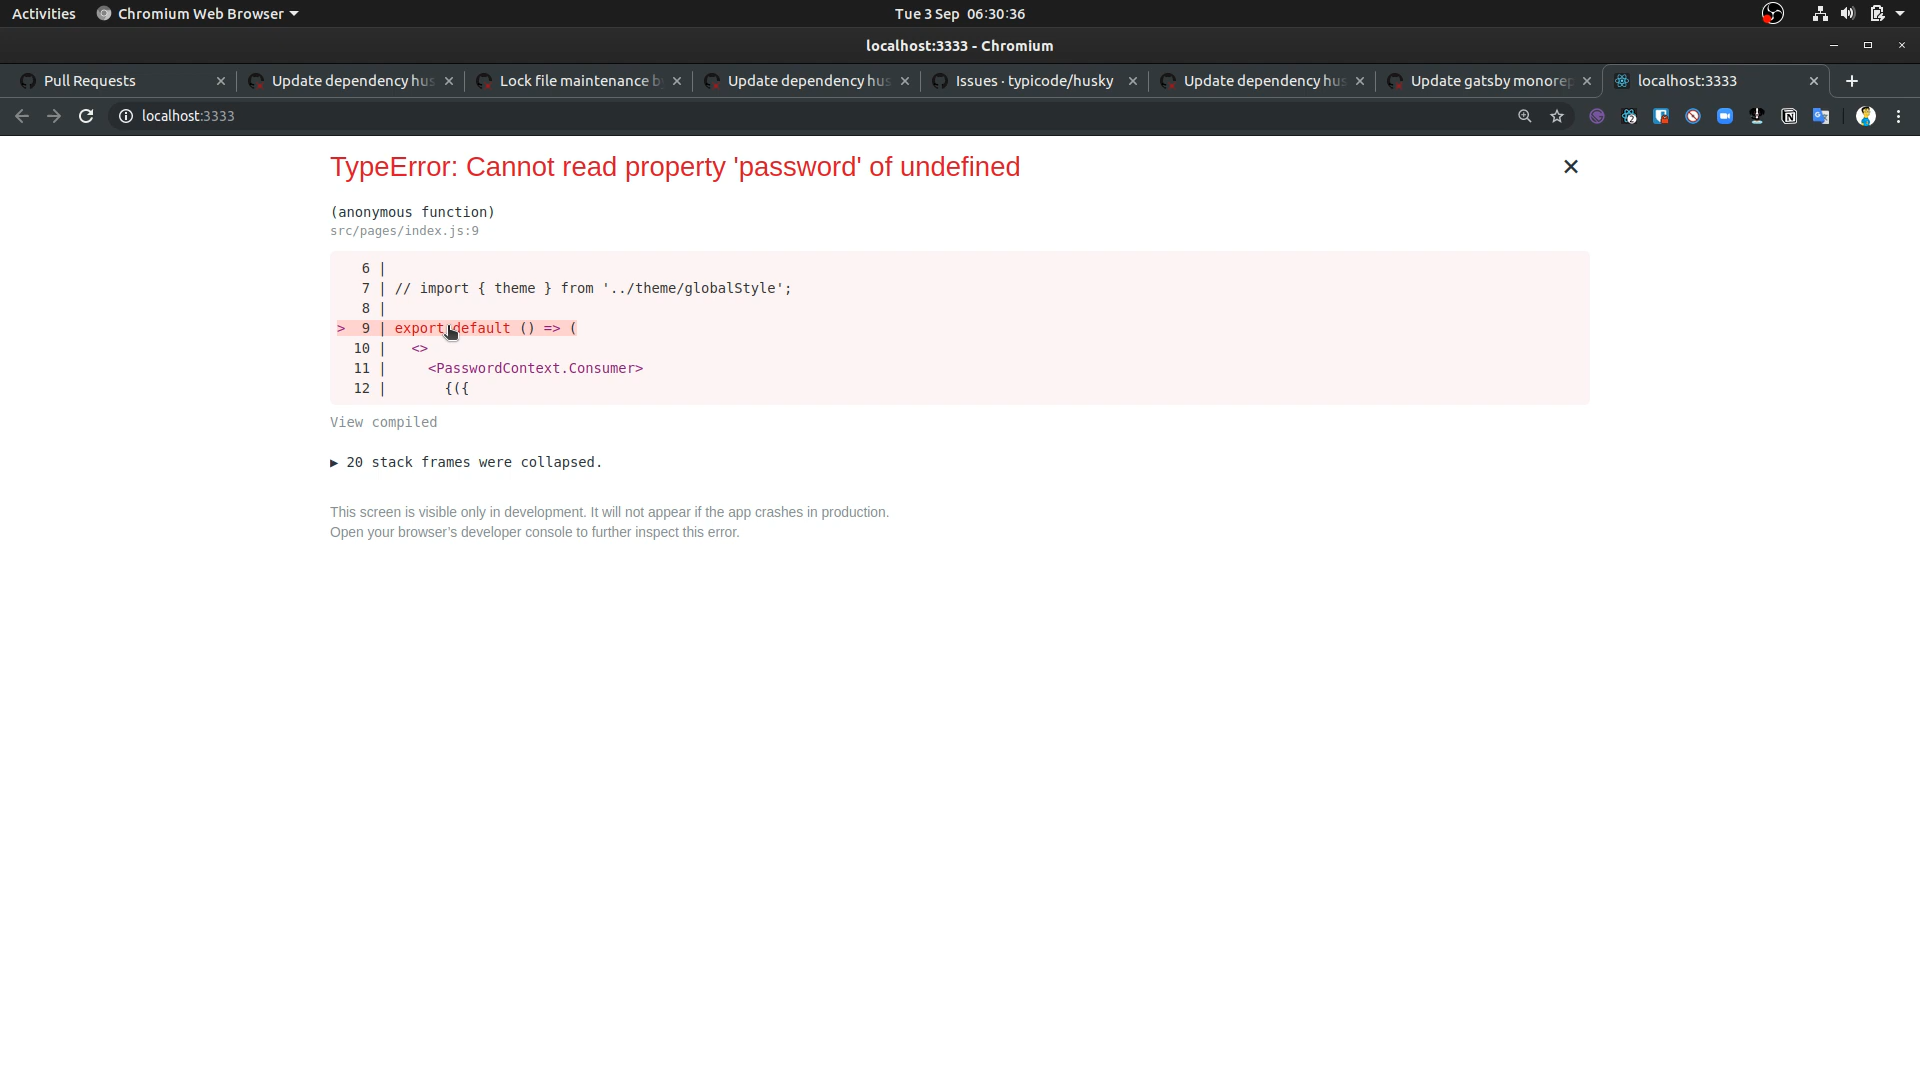 Activities Chromium Web Browser Tue 3 Sep 06:30:36
localhost:3333 - Chromium
Pull Requests Update dependency hus Lock file maintenance b Update dependency hus Issues · typicode/husky Update dependency hus Update gatsby monorep localhost:3333
localhost:3333
TypeError: Cannot read property 'password' of undefined
(anonymous function)
src/pages/index.js:9
6 |
7 | // import { theme } from '../theme/globalStyle';
8 |
> 9 | export default () => (
10 | <>
11 | <PasswordContext.Consumer>
12 | {({
View compiled
▶ 20 stack frames were collapsed.
This screen is visible only in development. It will not appear if the app crashes in production.
Open your browser’s developer console to further inspect this error.